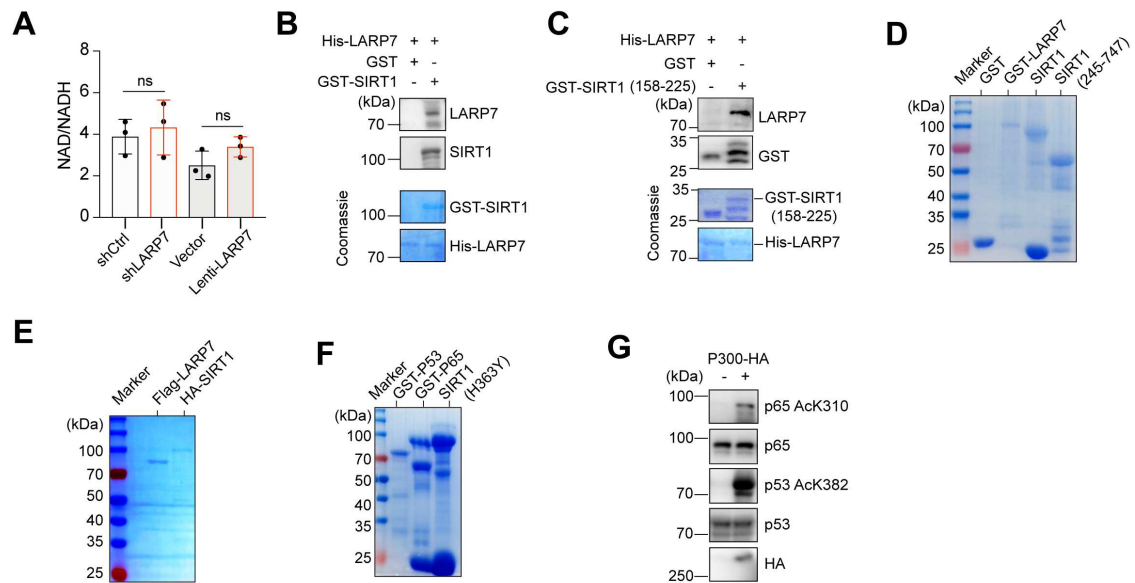 A
NAD/NADH
8
6
4
2
0
ns
ns
shCtrl
shLARP7
Vector
Lenti-LARP7
B
His-LARP7 + +
GST + -
GST-SIRT1 - +
(kDa)
70
LARP7
100
SIRT1
Coomassie
100
GST-SIRT1
70
His-LARP7
C
His-LARP7 + +
GST + -
GST-SIRT1 (158-225) - +
(kDa)
70
LARP7
35
25
GST
Coomassie
35
25
GST-SIRT1
(158-225)
70
His-LARP7
D
Marker
GST
GST-LARP7
SIRT1
SIRT1
(245-747)
(kDa)
100
70
50
40
35
25
E
Marker
Flag-LARP7
HA-SIRT1
(kDa)
100
70
50
40
35
25
F
Marker
GST-P53
GST-P65
SIRT1
(H363Y)
(kDa)
100
70
50
40
35
25
G
P300-HA
(kDa) - +
100
p65 AcK310
100
p65
70
p53 AcK382
70
p53
250
HA